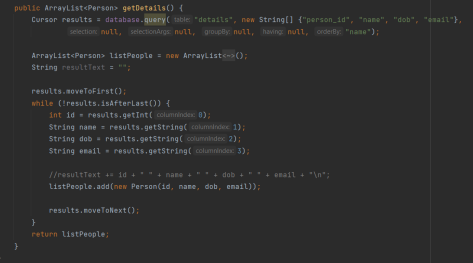 public ArrayList<Person> getDetails() {
Cursor results = database.query( table: "details", new String[] {"person_id", "name", "dob", "email"},
selection: null, selectionArgs: null, groupBy: null, having: null, orderBy: "name");
ArrayList<Person> listPeople = new ArrayList<~>();
String resultText = "";
results.moveToFirst();
while (!results.isAfterLast()) {
int id = results.getInt( columnIndex: 0);
String name = results.getString( columnIndex: 1);
String dob = results.getString( columnIndex: 2);
String email = results.getString( columnIndex: 3);
//resultText += id + " " + name + " " + dob + " " + email + "\n";
listPeople.add(new Person(id, name, dob, email));
results.moveToNext();
}
return listPeople;
}